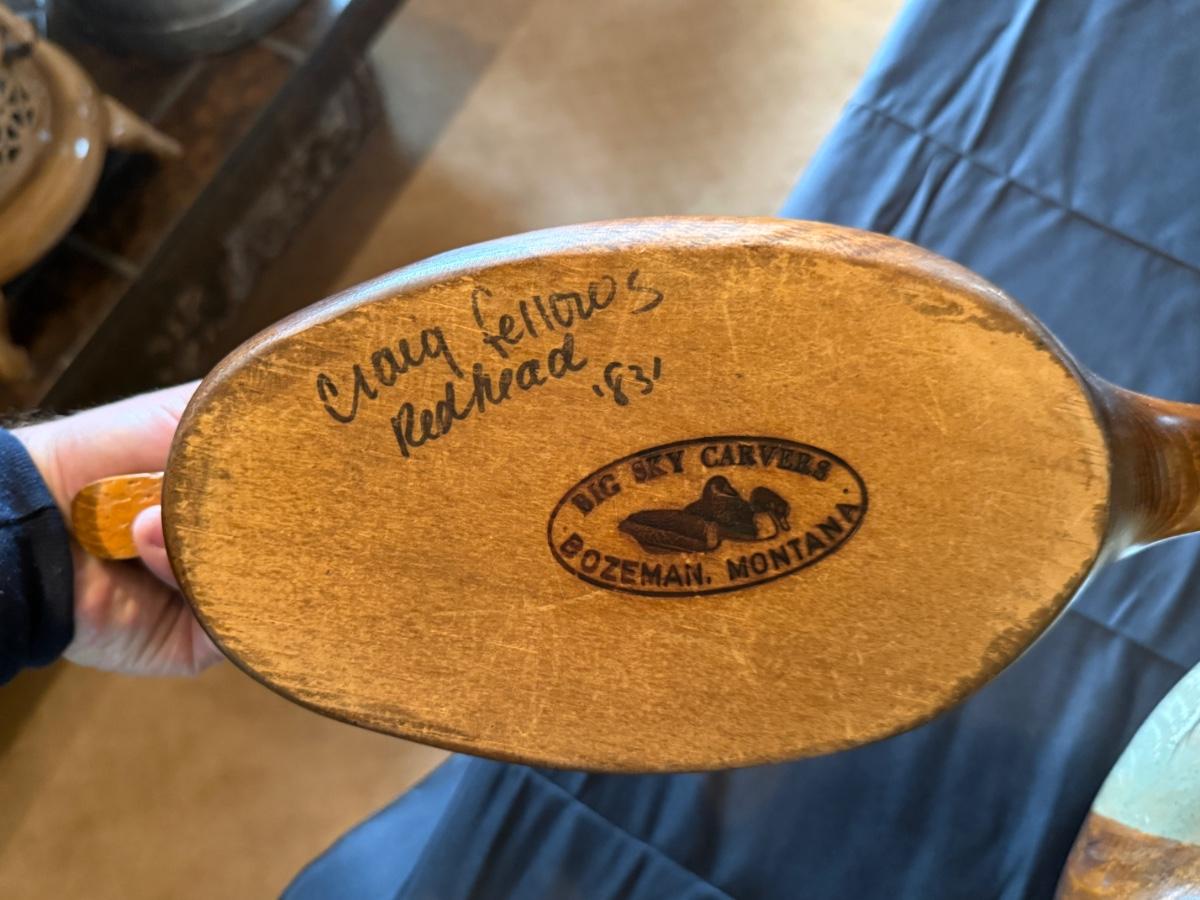 Craig Fellows
Redhead '83'
BIG SKY CARVERS
BOZEMAN, MONTANA